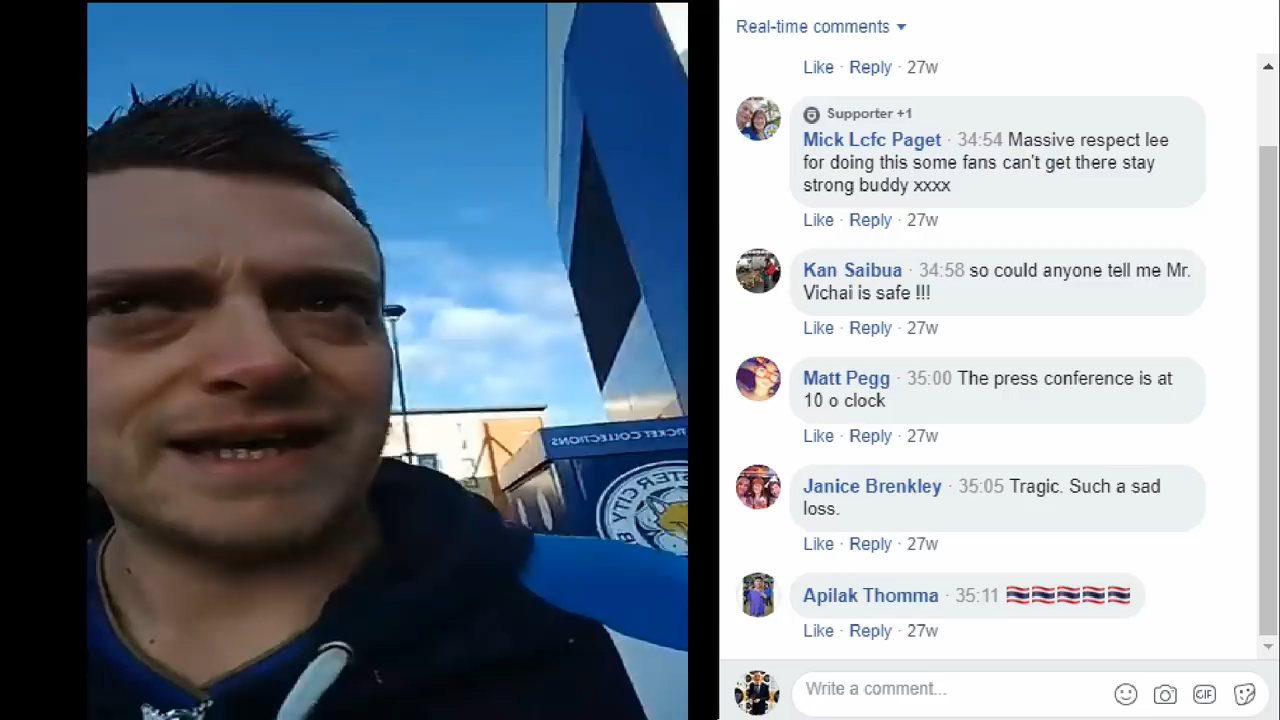 TICKET COLLECTIONS
Real-time comments
Like · Reply · 27w
Supporter +1
Mick Lcfc Paget · 34:54 Massive respect lee
for doing this some fans can't get there stay
strong buddy xxxx
Like · Reply · 27w
Kan Saibua · 34:58 so could anyone tell me Mr.
Vichai is safe !!!
Like · Reply · 27w
Matt Pegg · 35:00 The press conference is at
10 o clock
Like · Reply · 27w
Janice Brenkley · 35:05 Tragic. Such a sad
loss.
Like · Reply · 27w
Apilak Thomma · 35:11 🇹🇭🇹🇭🇹🇭🇹🇭🇹🇭
Like · Reply · 27w
Write a comment...
GIF